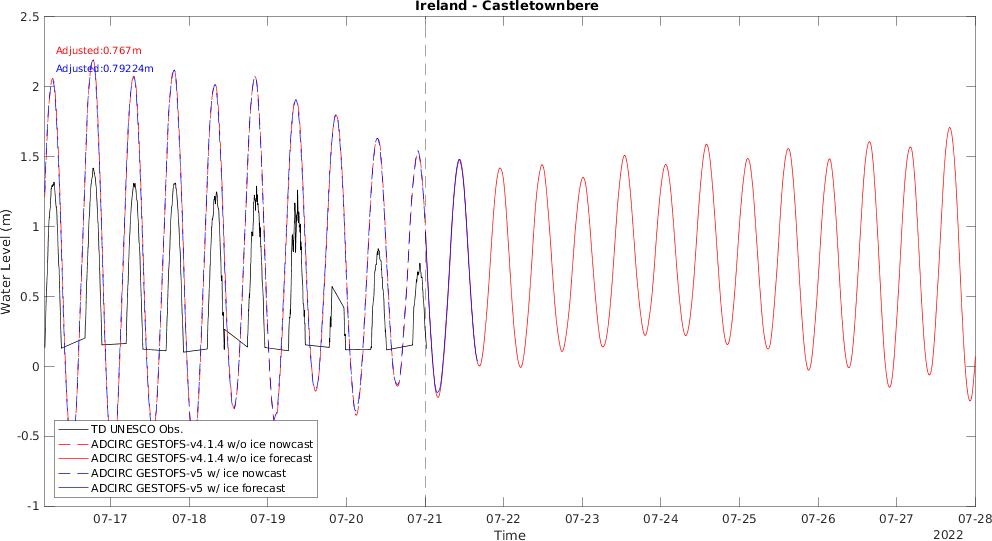 Ireland - Castletownbere
Adjusted:0.767m
Adjusted:0.79224m
Water Level (m)
2.5
2
1.5
1
0.5
0
-0.5
-1
TD UNESCO Obs.
ADCIRC GESTOFS-v4.1.4 w/o ice nowcast
ADCIRC GESTOFS-v4.1.4 w/o ice forecast
ADCIRC GESTOFS-v5 w/ ice nowcast
ADCIRC GESTOFS-v5 w/ ice forecast
07-17 07-18 07-19 07-20 07-21 07-22 07-23 07-24 07-25 07-26 07-27 07-28
Time
2022